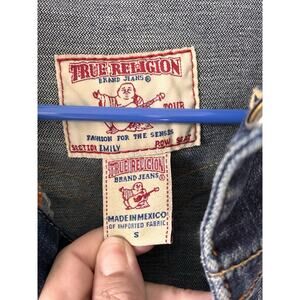 TRUE RELIGION
BRAND JEANS®
TOUR
FASHION FOR THE SENSES
SECTION EMILY ROW SEAT
TRUE RELIGION
BRAND JEANS®
MADE IN MEXICO
OF IMPORTED FABRIC
S